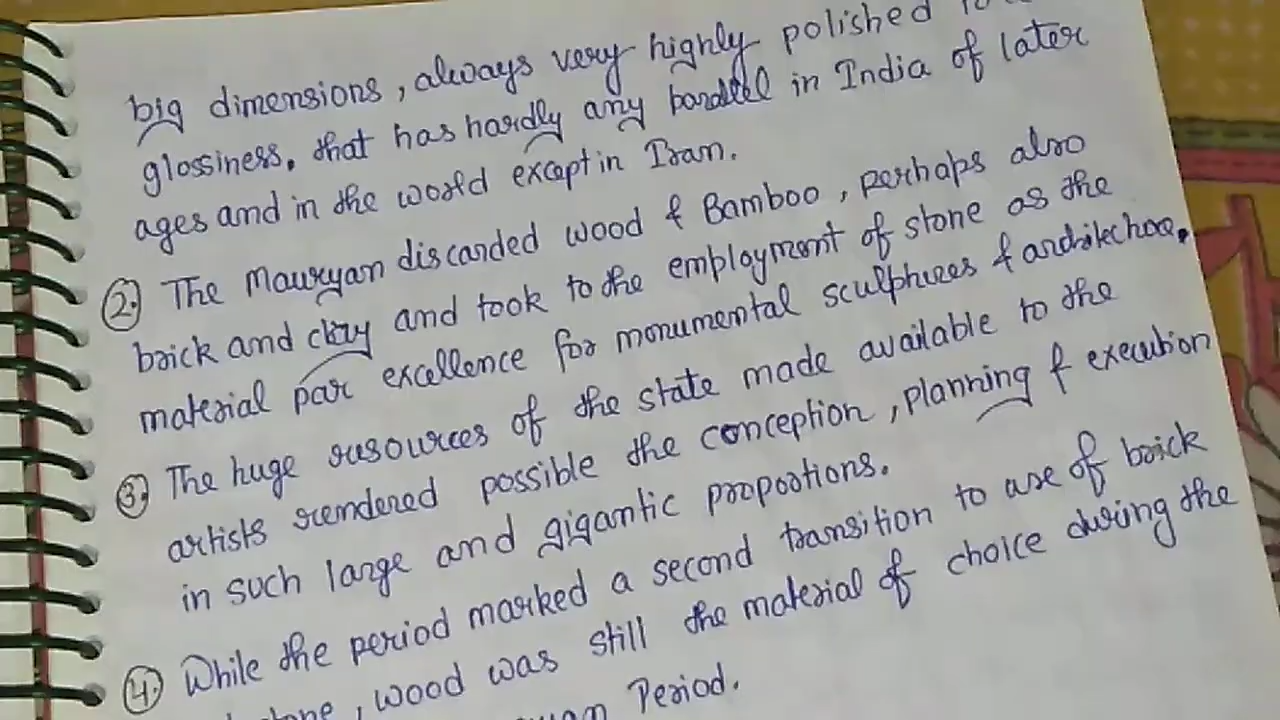 big dimensions, always very highly polished
glossiness. that has hardly any parallel in India of later
ages and in the world except in Iran.
2. The Mauryan discarded wood & Bamboo, perhaps also
brick and clay and took to the employment of stone as the
material par excellence for monumental sculptures & architecture.
3. The huge resources of the state made available to the
artists rendered possible the conception, planning & execution
in such large and gigantic proportions.
4. While the period marked a second transition to use of brick
, wood was still the material of choice during the
Period.